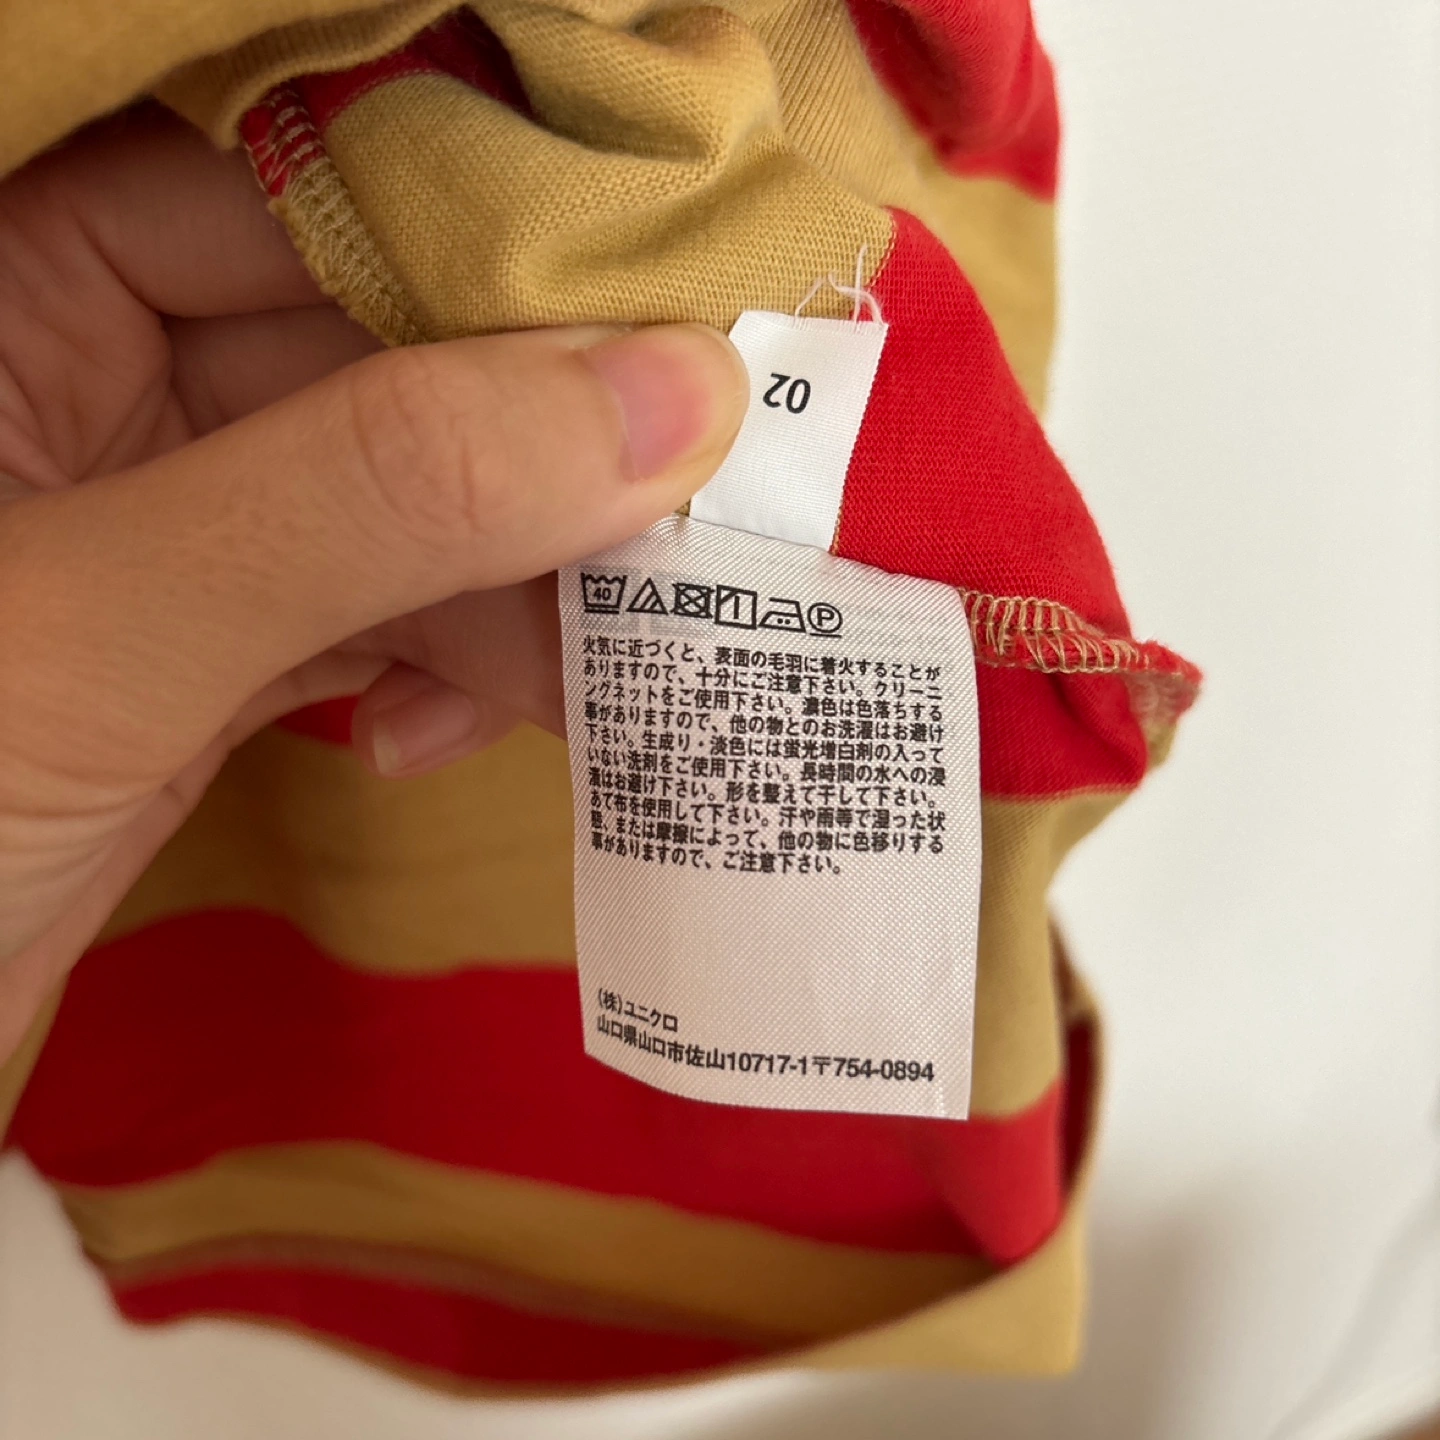 02
40
P
火気に近づくと、表面の毛羽に着火することが
ありますので、十分にご注意下さい。クリーニ
ングネットをご使用下さい。濃色は色落ちする
事がありますので、他の物とのお洗濯はお避け
下さい。生成り・淡色には蛍光増白剤の入って
いない洗剤をご使用下さい。長時間の水への浸
漬はお避け下さい。形を整えて干して下さい。
あて布を使用して下さい。汗や雨等で湿った状
態、または摩擦によって、他の物に色移りする
事がありますので、ご注意下さい。
(株)ユニクロ
山口県山口市佐山10717-1〒754-0894